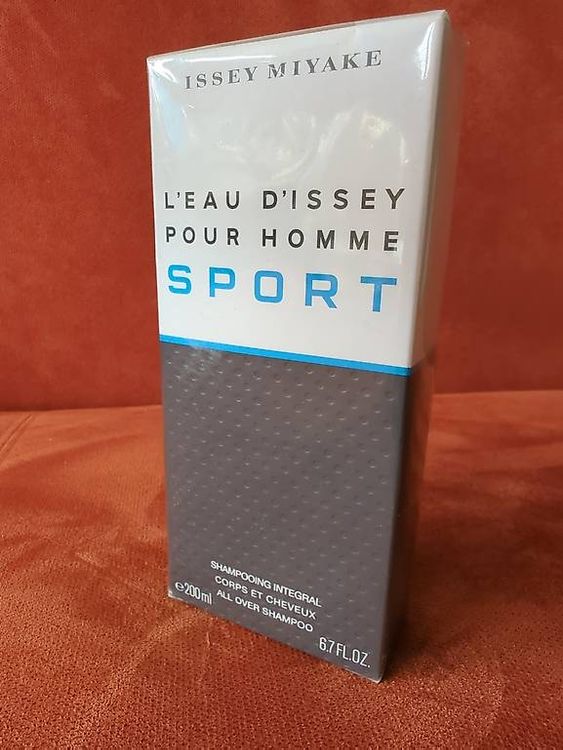 ISSEY MIYAKE
L'EAU D'ISSEY
POUR HOMME
SPORT
SHAMPOOING INTEGRAL
CORPS ET CHEVEUX
ALL OVER SHAMPOO
℮200ml
6.7 FL.OZ.